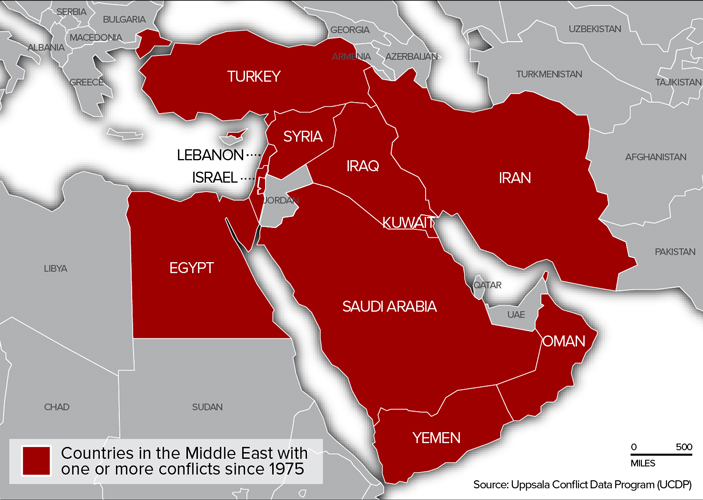 SERBIA
BULGARIA
MACEDONIA
ALBANIA
GREECE
GEORGIA
ARMENIA
AZERBAIJAN
UZBEKISTAN
TURKMENISTAN
TAJIKISTAN
AFGHANISTAN
PAKISTAN
TURKEY
SYRIA
LEBANON
ISRAEL
IRAQ
IRAN
JORDAN
KUWAIT
LIBYA
EGYPT
SAUDI ARABIA
QATAR
UAE
OMAN
CHAD
SUDAN
YEMEN
Countries in the Middle East with
one or more conflicts since 1975
0 500
MILES
Source: Uppsala Conflict Data Program (UCDP)